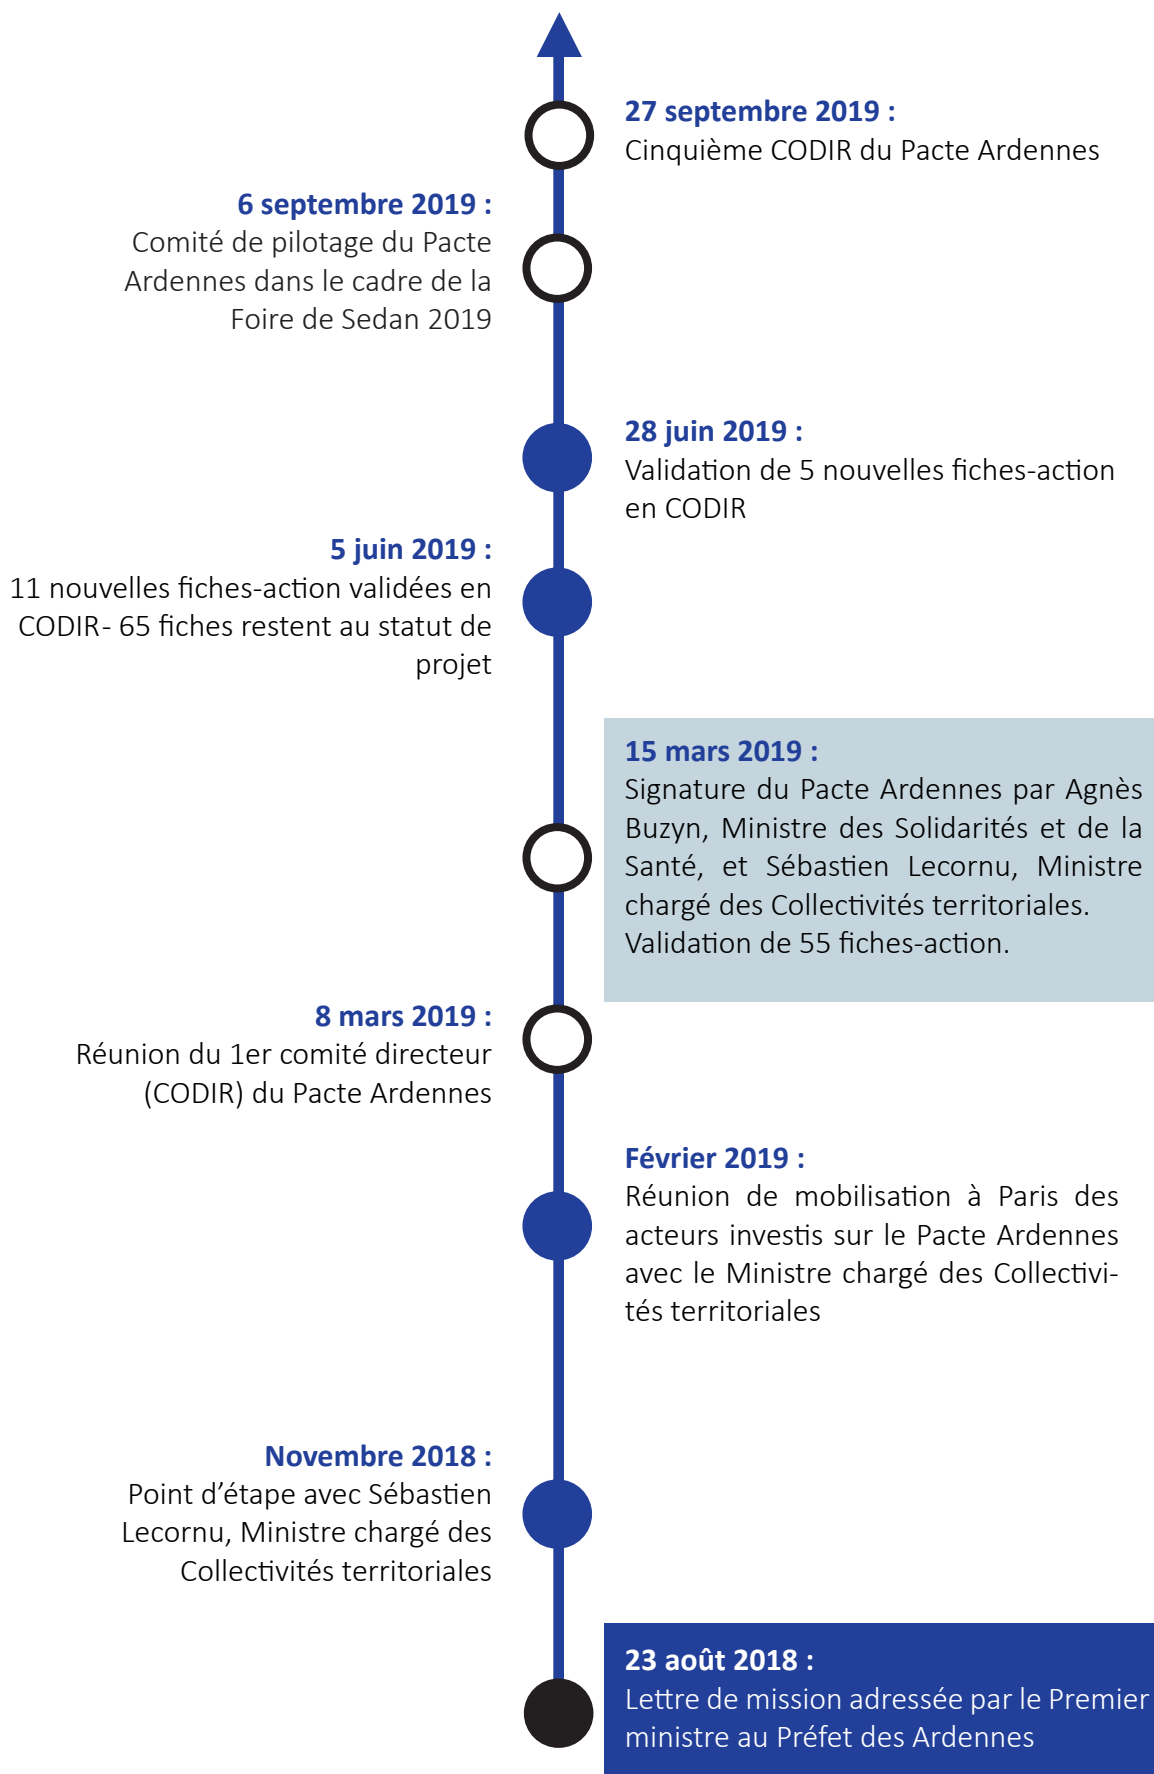 27 septembre 2019 :
Cinquième CODIR du Pacte Ardennes
6 septembre 2019 :
Comité de pilotage du Pacte
Ardennes dans le cadre de la
Foire de Sedan 2019
28 juin 2019 :
Validation de 5 nouvelles fiches-action
en CODIR
5 juin 2019 :
11 nouvelles fiches-action validées en
CODIR- 65 fiches restent au statut de
projet
15 mars 2019 :
Signature du Pacte Ardennes par Agnès
Buzyn, Ministre des Solidarités et de la
Santé, et Sébastien Lecornu, Ministre
chargé des Collectivités territoriales.
Validation de 55 fiches-action.
8 mars 2019 :
Réunion du 1er comité directeur
(CODIR) du Pacte Ardennes
Février 2019 :
Réunion de mobilisation à Paris des
acteurs investis sur le Pacte Ardennes
avec le Ministre chargé des Collectivi-
tés territoriales
Novembre 2018 :
Point d’étape avec Sébastien
Lecornu, Ministre chargé des
Collectivités territoriales
23 août 2018 :
Lettre de mission adressée par le Premier
ministre au Préfet des Ardennes